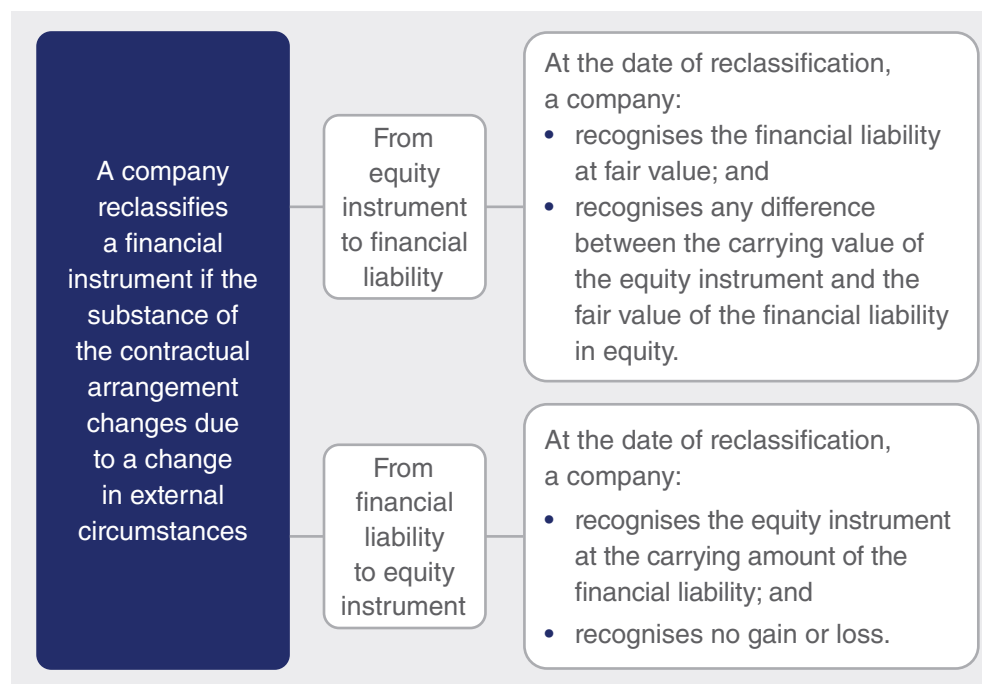 A company
reclassifies
a financial
instrument if the
substance of
the contractual
arrangement
changes due
to a change
in external
circumstances
From
equity
instrument
to financial
liability
At the date of reclassification,
a company:
• recognises the financial liability
at fair value; and
• recognises any difference
between the carrying value of
the equity instrument and the
fair value of the financial liability
in equity.
From
financial
liability
to equity
instrument
At the date of reclassification,
a company:
• recognises the equity instrument
at the carrying amount of the
financial liability; and
• recognises no gain or loss.